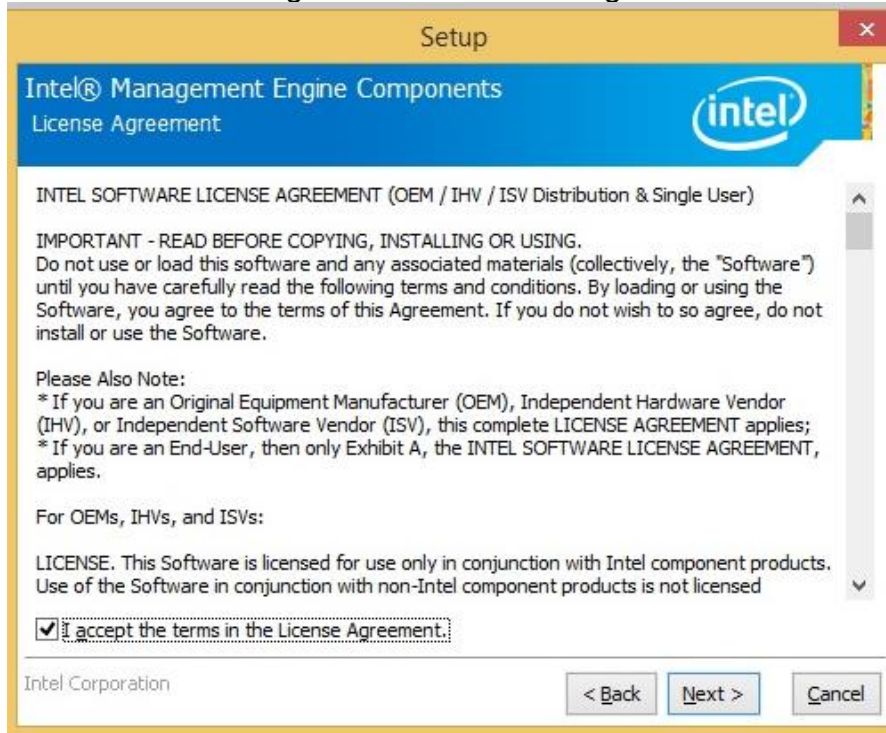 Setup
Intel® Management Engine Components
License Agreement
intel
INTEL SOFTWARE LICENSE AGREEMENT (OEM / IHV / ISV Distribution & Single User)
IMPORTANT - READ BEFORE COPYING, INSTALLING OR USING.
Do not use or load this software and any associated materials (collectively, the "Software")
until you have carefully read the following terms and conditions. By loading or using the
Software, you agree to the terms of this Agreement. If you do not wish to so agree, do not
install or use the Software.
Please Also Note:
* If you are an Original Equipment Manufacturer (OEM), Independent Hardware Vendor
(IHV), or Independent Software Vendor (ISV), this complete LICENSE AGREEMENT applies;
* If you are an End-User, then only Exhibit A, the INTEL SOFTWARE LICENSE AGREEMENT,
applies.
For OEMs, IHVs, and ISVs:
LICENSE. This Software is licensed for use only in conjunction with Intel component products.
Use of the Software in conjunction with non-Intel component products is not licensed
I accept the terms in the License Agreement.
Intel Corporation
< Back Next > Cancel